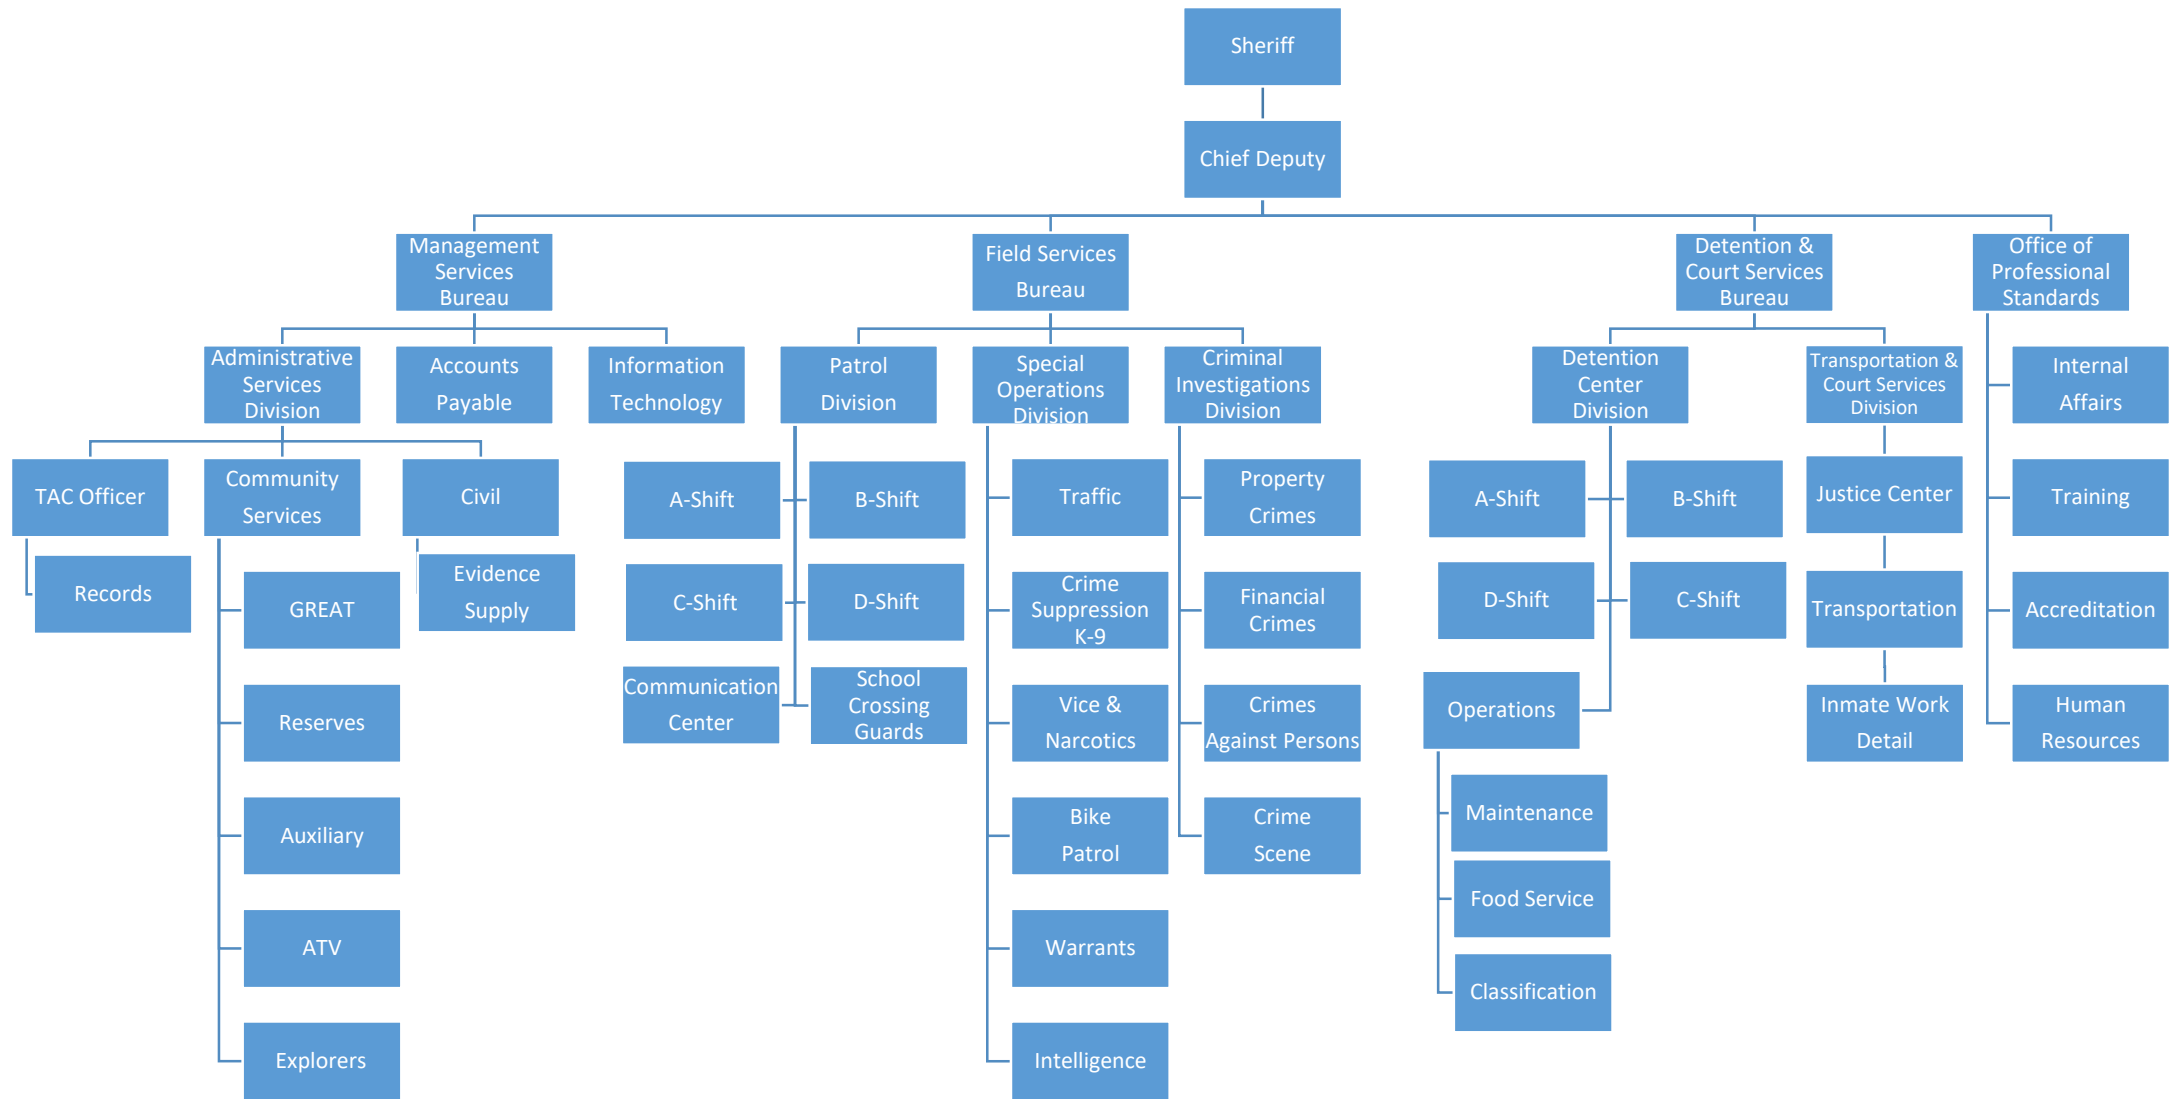 Sheriff
Chief Deputy
Management
Services
Bureau
Field Services
Bureau
Detention &
Court Services
Bureau
Office of
Professional
Standards
Administrative
Services
Division
Accounts
Payable
Information
Technology
Patrol
Division
Special
Operations
Division
Criminal
Investigations
Division
Detention
Center
Division
Transportation &
Court Services
Division
Internal
Affairs
TAC Officer
Community
Services
Civil
A-Shift
B-Shift
Traffic
Property
Crimes
A-Shift
B-Shift
Justice Center
Training
Records
GREAT
Evidence
Supply
C-Shift
D-Shift
Crime
Suppression
K-9
Financial
Crimes
D-Shift
C-Shift
Transportation
Accreditation
Reserves
Communication
Center
School
Crossing
Guards
Vice &
Narcotics
Crimes
Against Persons
Operations
Inmate Work
Detail
Human
Resources
Auxiliary
Bike
Patrol
Crime
Scene
Maintenance
Food Service
ATV
Warrants
Classification
Explorers
Intelligence